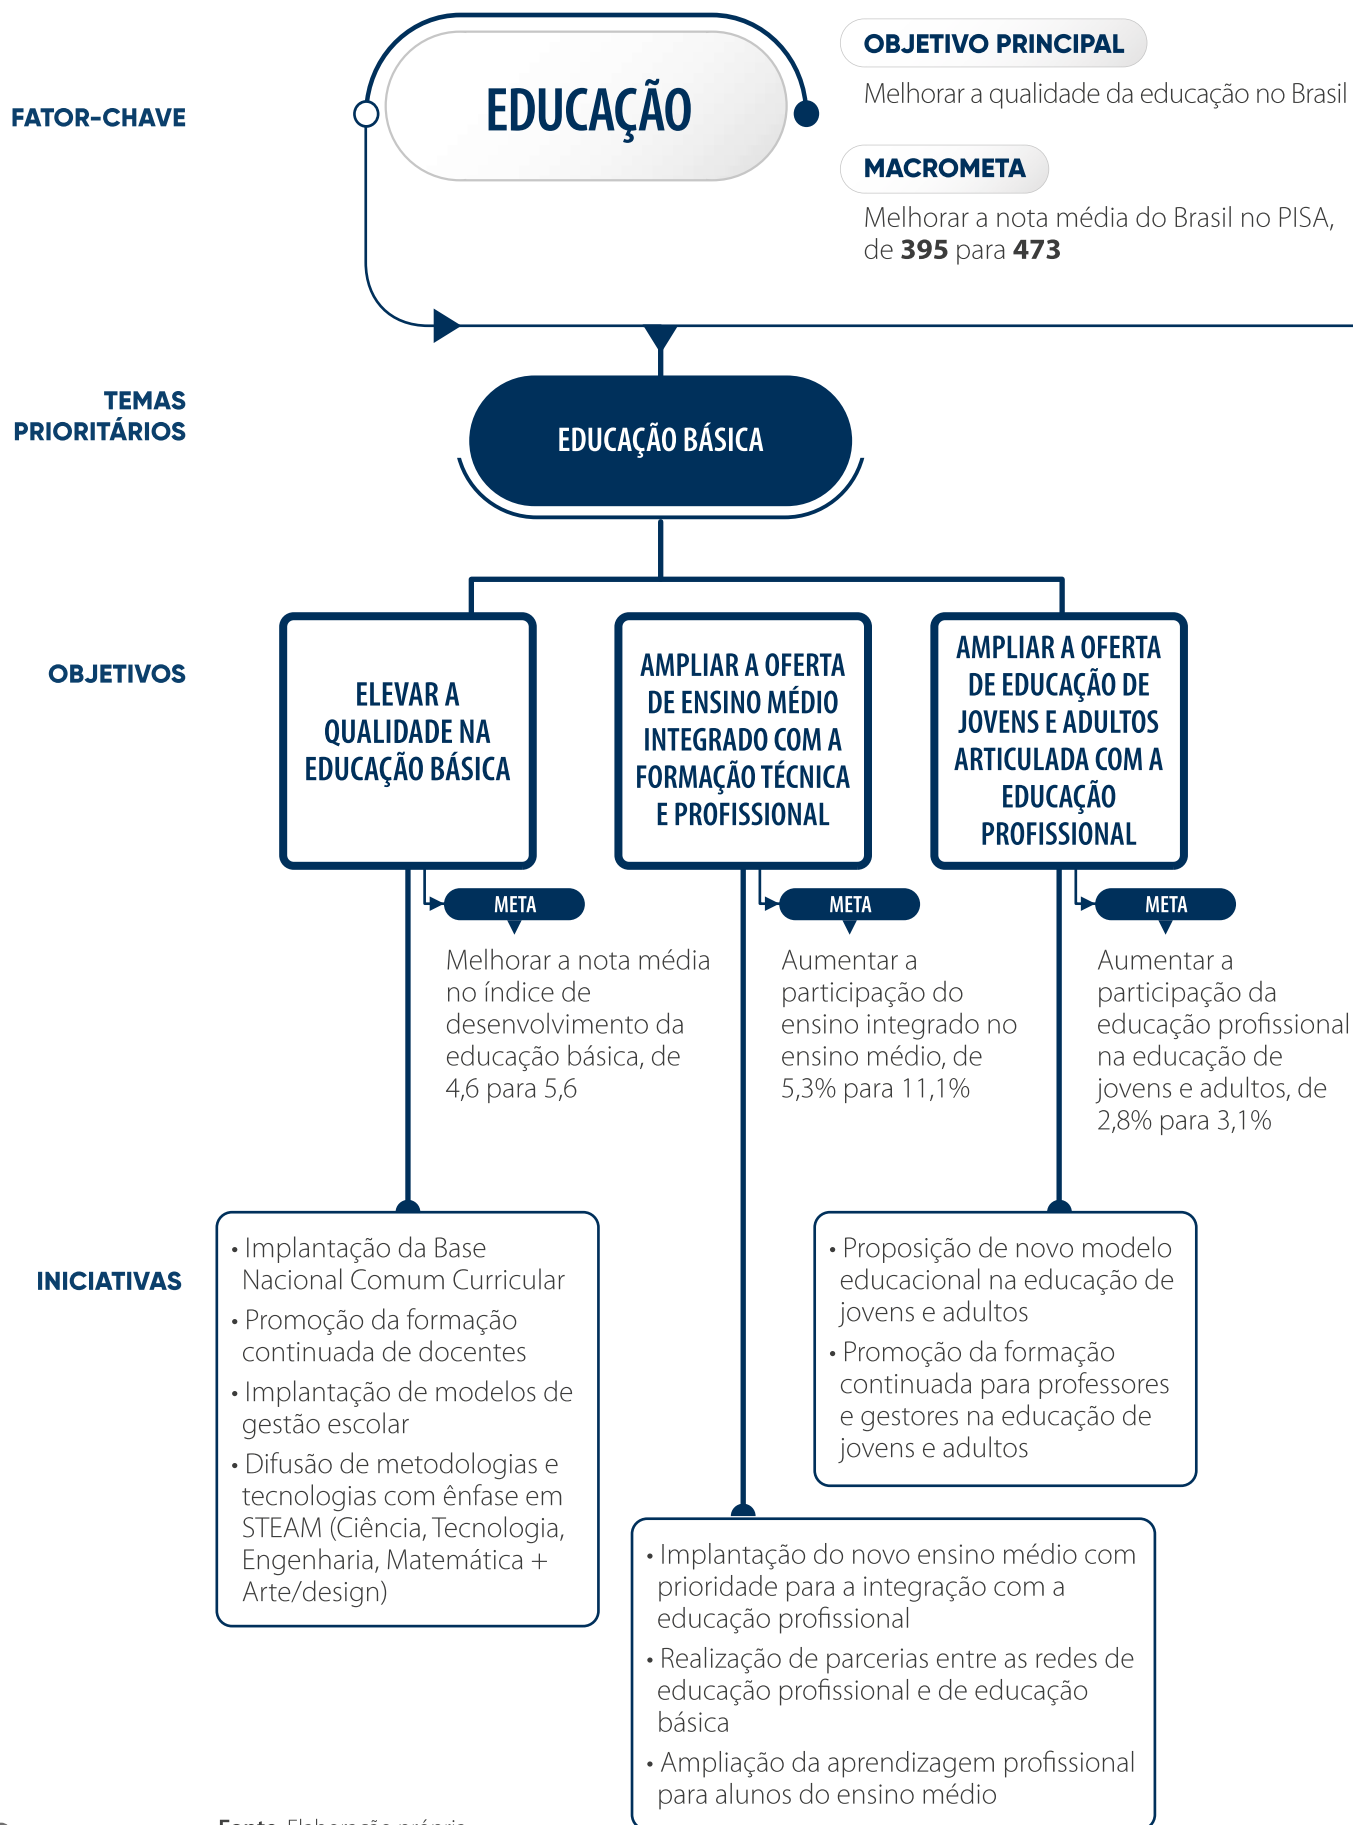 FATOR-CHAVE
EDUCAÇÃO
OBJETIVO PRINCIPAL
Melhorar a qualidade da educação no Brasil
MACROMETA
Melhorar a nota média do Brasil no PISA,
de 395 para 473
TEMAS
PRIORITÁRIOS
EDUCAÇÃO BÁSICA
OBJETIVOS
ELEVAR A
QUALIDADE NA
EDUCAÇÃO BÁSICA
AMPLIAR A OFERTA
DE ENSINO MÉDIO
INTEGRADO COM A
FORMAÇÃO TÉCNICA
E PROFISSIONAL
AMPLIAR A OFERTA
DE EDUCAÇÃO DE
JOVENS E ADULTOS
ARTICULADA COM A
EDUCAÇÃO
PROFISSIONAL
META
Melhorar a nota média
no índice de
desenvolvimento da
educação básica, de
4,6 para 5,6
META
Aumentar a
participação do
ensino integrado no
ensino médio, de
5,3% para 11,1%
META
Aumentar a
participação da
educação profissional
na educação de
jovens e adultos, de
2,8% para 3,1%
INICIATIVAS
• Implantação da Base
Nacional Comum Curricular
• Promoção da formação
continuada de docentes
• Implantação de modelos de
gestão escolar
• Difusão de metodologias e
tecnologias com ênfase em
STEAM (Ciência, Tecnologia,
Engenharia, Matemática +
Arte/design)
• Proposição de novo modelo
educacional na educação de
jovens e adultos
• Promoção da formação
continuada para professores
e gestores na educação de
jovens e adultos
• Implantação do novo ensino médio com
prioridade para a integração com a
educação profissional
• Realização de parcerias entre as redes de
educação profissional e de educação
básica
• Ampliação da aprendizagem profissional
para alunos do ensino médio
Fonte: Elaboração própria